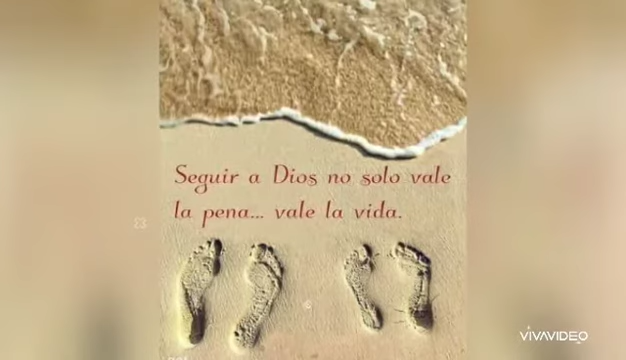 Seguir a Dios no solo vale
la pena... vale la vida.
VIVAVIDEO